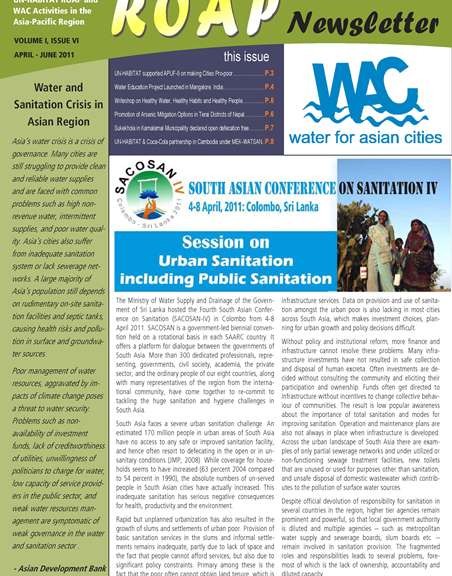 UN-HABITAT ROAP and
WAC Activities in the
Asia-Pacific Region
VOLUME I, ISSUE VI
APRIL - JUNE 2011
ROAP Newsletter
this issue
UN-HABITAT supported APUF-II on making Cities Pro-poor P.3
Water Education Project Launched in Mangalore, India P.4
Writeshop on Healthy Water, Healthy Habits and Healthy People P.5
Promotion of Arsenic Mitigation Options in Terai Districts of Nepal P.6
Sukekhola in Kamalamai Municipality declared open defecation free P.7
UN-HABITAT & Coca-Cola partnership in Cambodia under MEK-WATSAN P.8
WAC
water for asian cities
Water and
Sanitation Crisis in
Asian Region
Asia's water crisis is a crisis of
governance. Many cities are
still struggling to provide clean
and reliable water supplies
and are faced with common
problems such as high non-
revenue water, intermittent
supplies, and poor water qual-
ity. Asia's cities also suffer
from inadequate sanitation
system or lack sewerage net-
works. A large majority of
Asia's population still depends
on rudimentary on-site sanita-
tion facilities and septic tanks,
causing health risks and pollu-
tion in surface and groundwa-
ter sources.
Poor management of water
resources, aggravated by im-
pacts of climate change poses
a threat to water security.
Problems such as non-
availability of investment
funds, lack of creditworthiness
of utilities, unwillingness of
politicians to charge for water,
low capacity of service provid-
ers in the public sector, and
weak water resources man-
agement are symptomatic of
weak governance in the water
and sanitation sector.
- Asian Development Bank
SACOSAN IV
Colombo - Sri Lanka 2011
SOUTH ASIAN CONFERENCE ON SANITATION IV
4-8 April, 2011: Colombo, Sri Lanka
Session on
Urban Sanitation
including Public Sanitation
The Ministry of Water Supply and Drainage of the Govern-
ment of Sri Lanka hosted the Fourth South Asian Confer-
ence on Sanitation (SACOSAN-IV) in Colombo from 4-8
April 2011. SACOSAN is a government-led biennial conven-
tion held on a rotational basis in each SAARC country. It
offers a platform for dialogue between the governments of
South Asia. More than 300 dedicated professionals, repre-
senting, governments, civil society, academia, the private
sector, and the ordinary people of our eight countries, along
with many representatives of the region from the interna-
tional community, have come together to re-commit to
tackling the huge sanitation and hygiene challenges in
South Asia.
South Asia faces a severe urban sanitation challenge. An
estimated 170 million people in urban areas of South Asia
have no access to any safe or improved sanitation facility,
and hence often resort to defecating in the open or in un-
sanitary conditions (JMP, 2008). While coverage for house-
holds seems to have increased (63 percent 2004 compared
to 54 percent in 1990), the absolute numbers of un-served
people in South Asian cities have actually increased. This
inadequate sanitation has serious negative consequences
for health, productivity and the environment.
Rapid but unplanned urbanization has also resulted in the
growth of slums and settlements of urban poor. Provision of
basic sanitation services in the slums and informal settle-
ments remains inadequate, partly due to lack of space and
the fact that people cannot afford services, but also due to
significant policy constraints. Primary among these is the
fact that the poor often cannot obtain land tenure, which is
infrastructure services. Data on provision and use of sanita-
tion amongst the urban poor is also lacking in most cities
across South Asia, which makes investment choices, plan-
ning for urban growth and policy decisions difficult.
Without policy and institutional reform, more finance and
infrastructure cannot resolve these problems. Many infra-
structure investments have not resulted in safe collection
and disposal of human excreta. Often investments are de-
cided without consulting the community and eliciting their
participation and ownership. Funds often get directed to
infrastructure without incentives to change collective behav-
iour of communities. The result is low popular awareness
about the importance of total sanitation and modes for
improving sanitation. Operation and maintenance plans are
also not always in place when infrastructure is developed.
Across the urban landscape of South Asia there are exam-
ples of only partial sewerage networks and under utilized or
non-functioning sewage treatment facilities, new toilets
that are unused or used for purposes other than sanitation,
and unsafe disposal of domestic wastewater which contrib-
utes to the pollution of surface water sources.
Despite official devolution of responsibility for sanitation in
several countries in the region, higher tier agencies remain
prominent and powerful, so that local government authority
is diluted and multiple agencies – such as metropolitan
water supply and sewerage boards, slum boards etc –
remain involved in sanitation provision. The fragmented
roles and responsibilities leads to several problems, fore-
most of which is the lack of ownership, accountability and
diluted capacity.